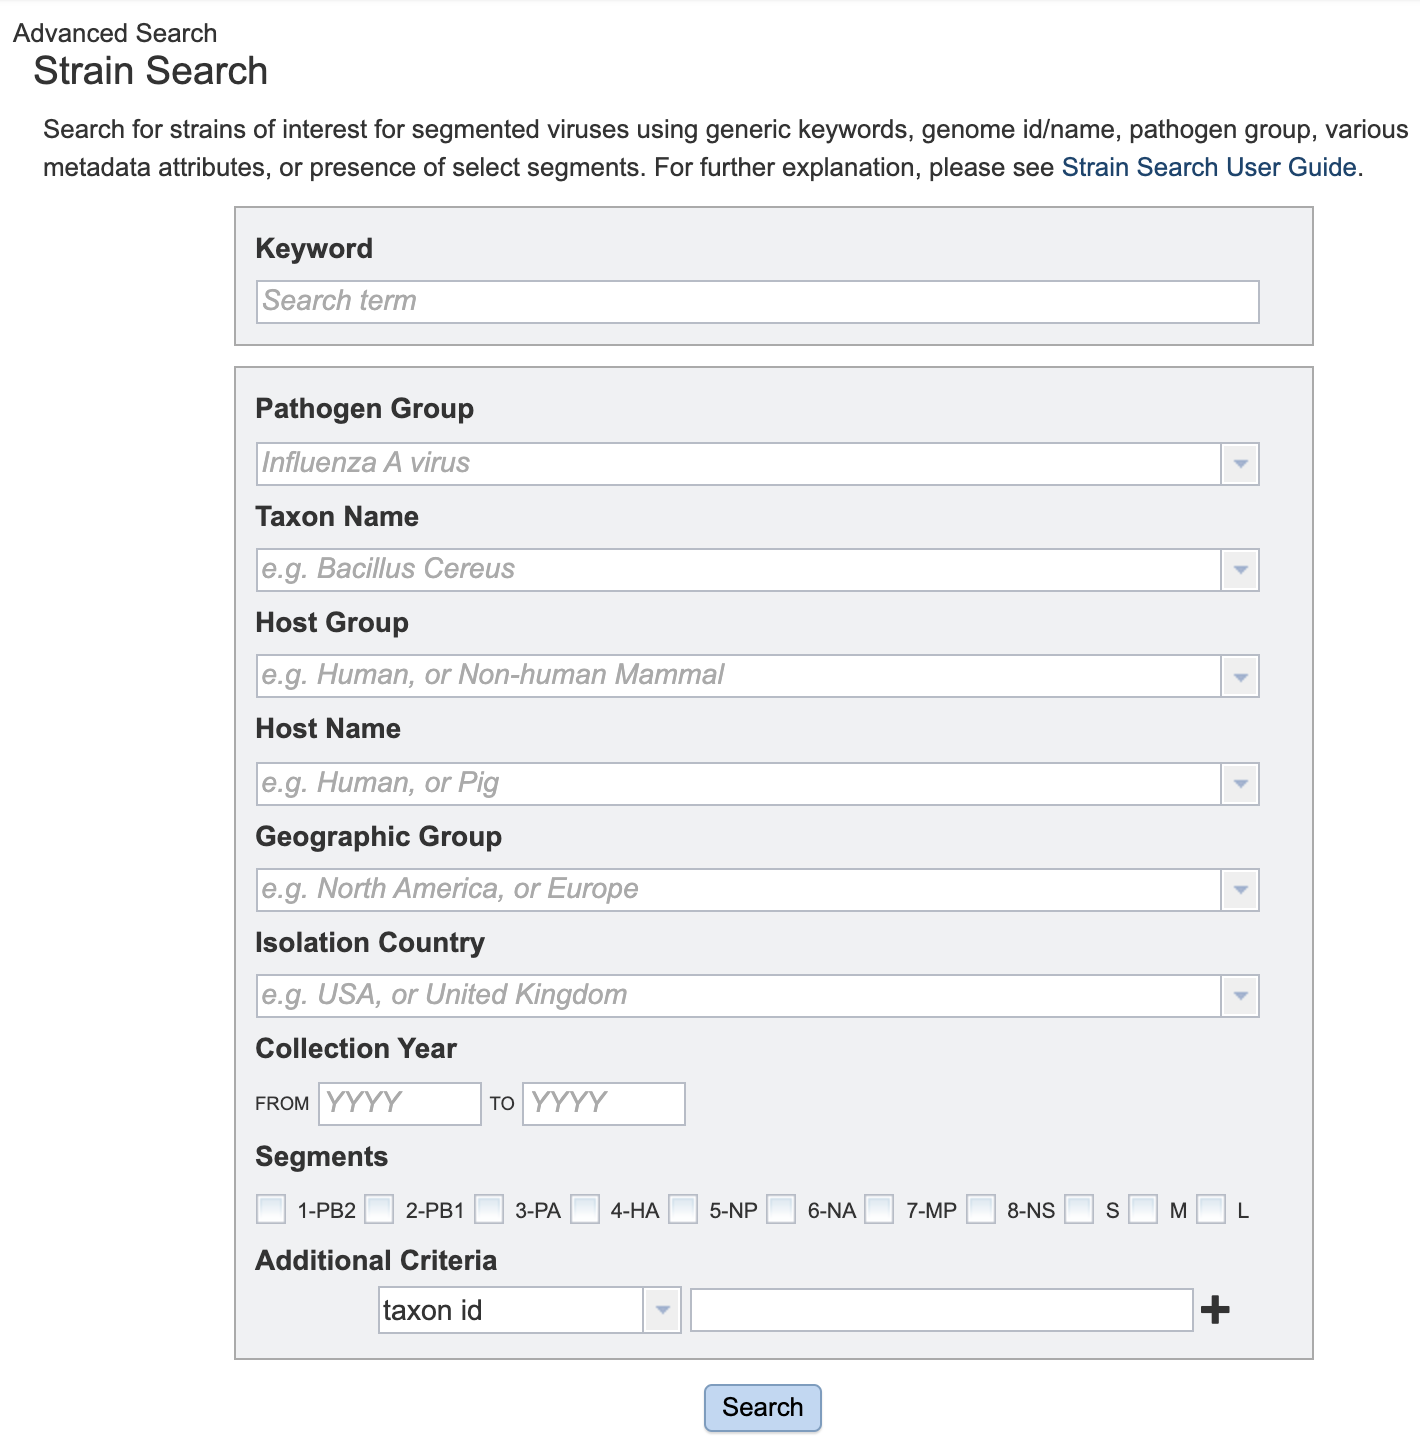 Advanced Search
Strain Search
Search for strains of interest for segmented viruses using generic keywords, genome id/name, pathogen group, various
metadata attributes, or presence of select segments. For further explanation, please see Strain Search User Guide.
Keyword
Search term
Pathogen Group
Influenza A virus
Taxon Name
e.g. Bacillus Cereus
Host Group
e.g. Human, or Non-human Mammal
Host Name
e.g. Human, or Pig
Geographic Group
e.g. North America, or Europe
Isolation Country
e.g. USA, or United Kingdom
Collection Year
FROM YYYY TO YYYY
Segments
1-PB2 2-PB1 3-PA 4-HA 5-NP 6-NA 7-MP 8-NS S M L
Additional Criteria
taxon id
Search